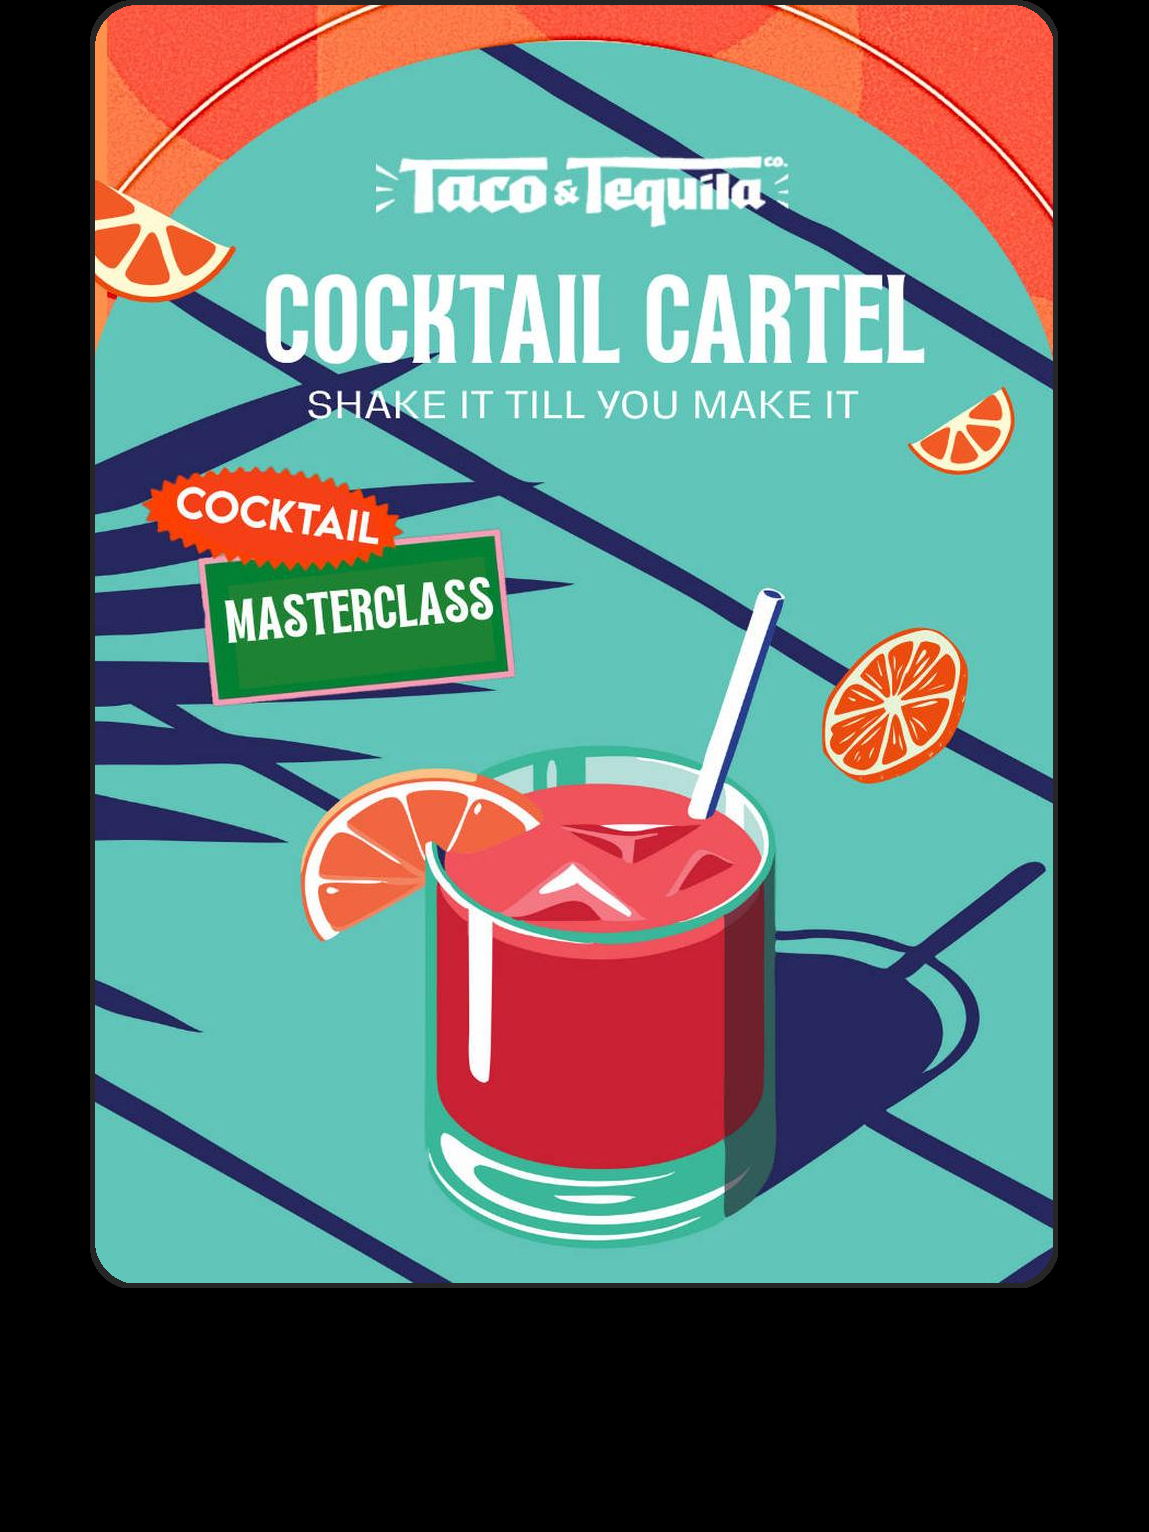 Taco & Tequila co.
COCKTAIL CARTEL
SHAKE IT TILL YOU MAKE IT
COCKTAIL
MASTERCLASS